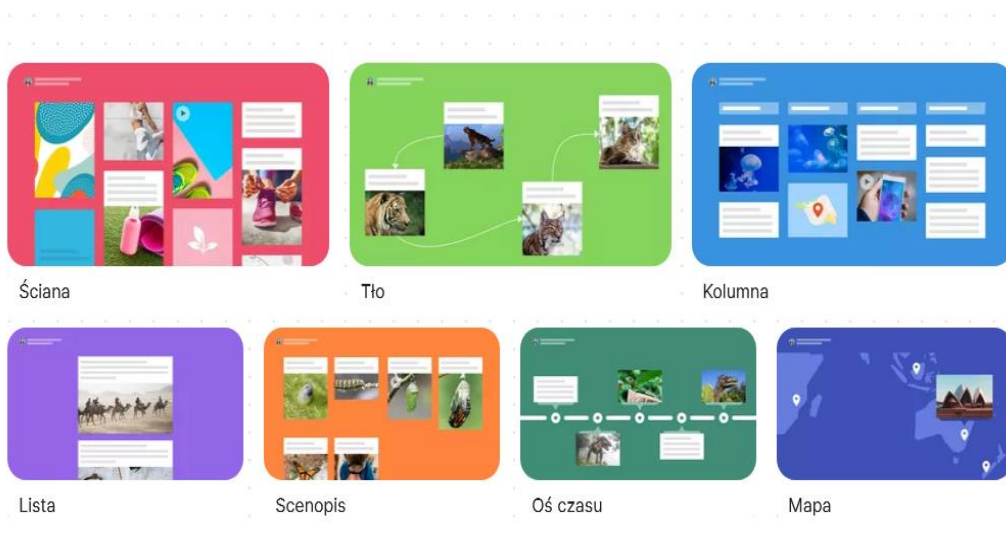 Ściana
Tło
Kolumna
Lista
Scenopis
Oś czasu
Mapa